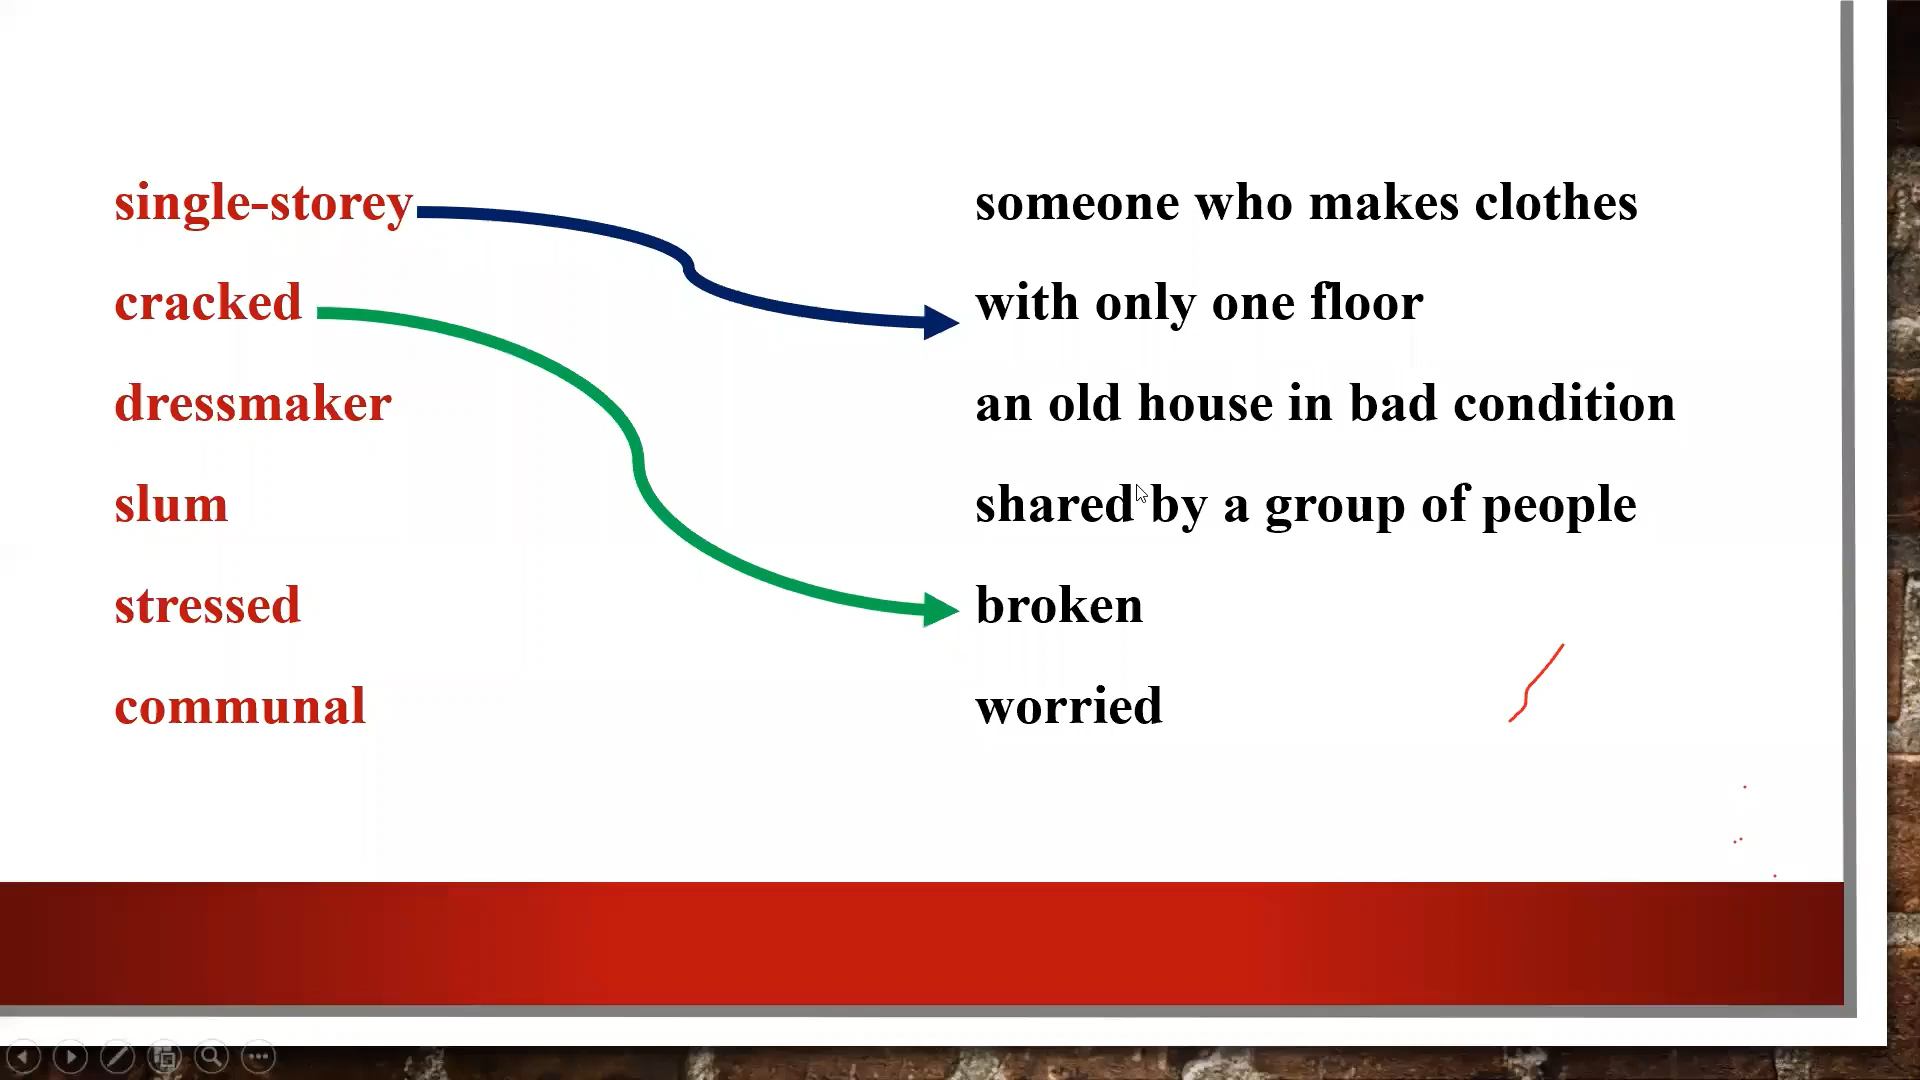 single-storey someone who makes clothes
cracked with only one floor
dressmaker an old house in bad condition
slum shared by a group of people
stressed broken
communal worried